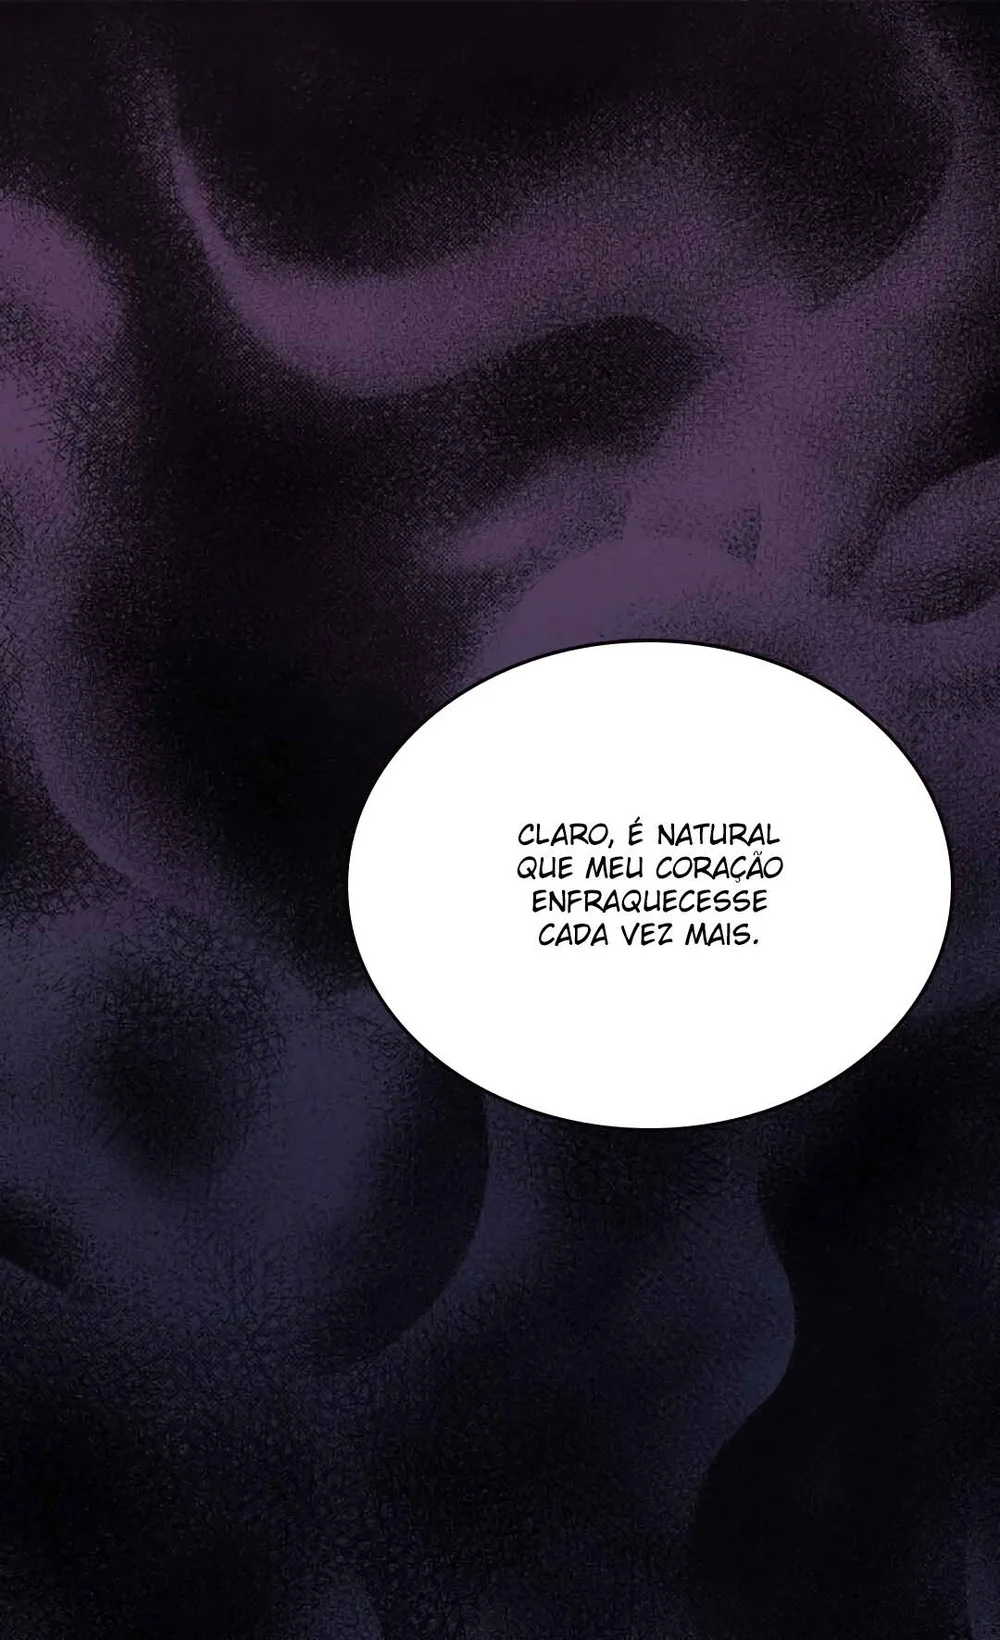 CLARO, É NATURAL
QUE MEU CORAÇÃO
ENFRAQUECESSE
CADA VEZ MAIS.